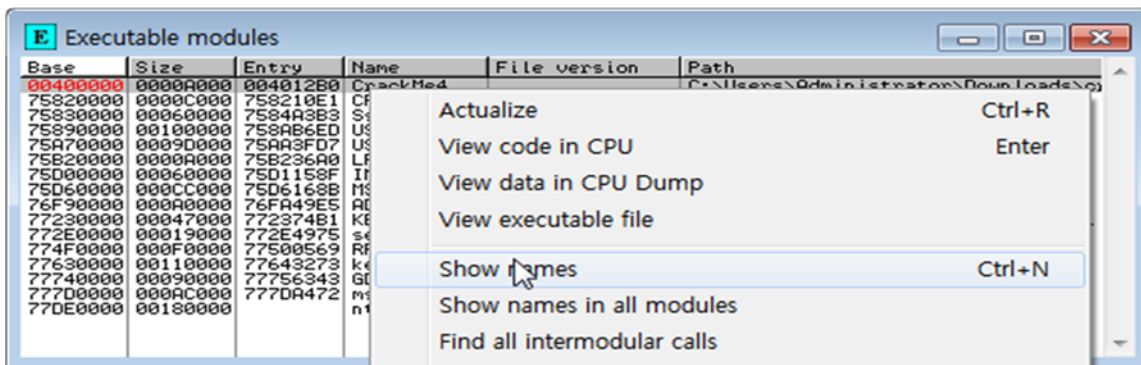 E Executable modules
Base Size Entry Name File version Path
00400000 0000A000 004012B0 CrackMe4
75820000 0000C000 758210E1
75830000 00060000 7584A3B3
75890000 00100000 758AB6ED
75A70000 0009D000 75AA3FD7
75B20000 0000A000 75B236A0
75D00000 00060000 75D1158F
75D60000 000CC000 75D6168B
76F90000 000A0000 76FA49E5
77230000 00047000 772374B1
772E0000 00019000 772E4975
774F0000 000F0000 77500569
77630000 00110000 77643273
77740000 00090000 77756343
777D0000 000AC000 777DA472
77DE0000 00180000
Actualize Ctrl+R
View code in CPU Enter
View data in CPU Dump
View executable file
Show names Ctrl+N
Show names in all modules
Find all intermodular calls